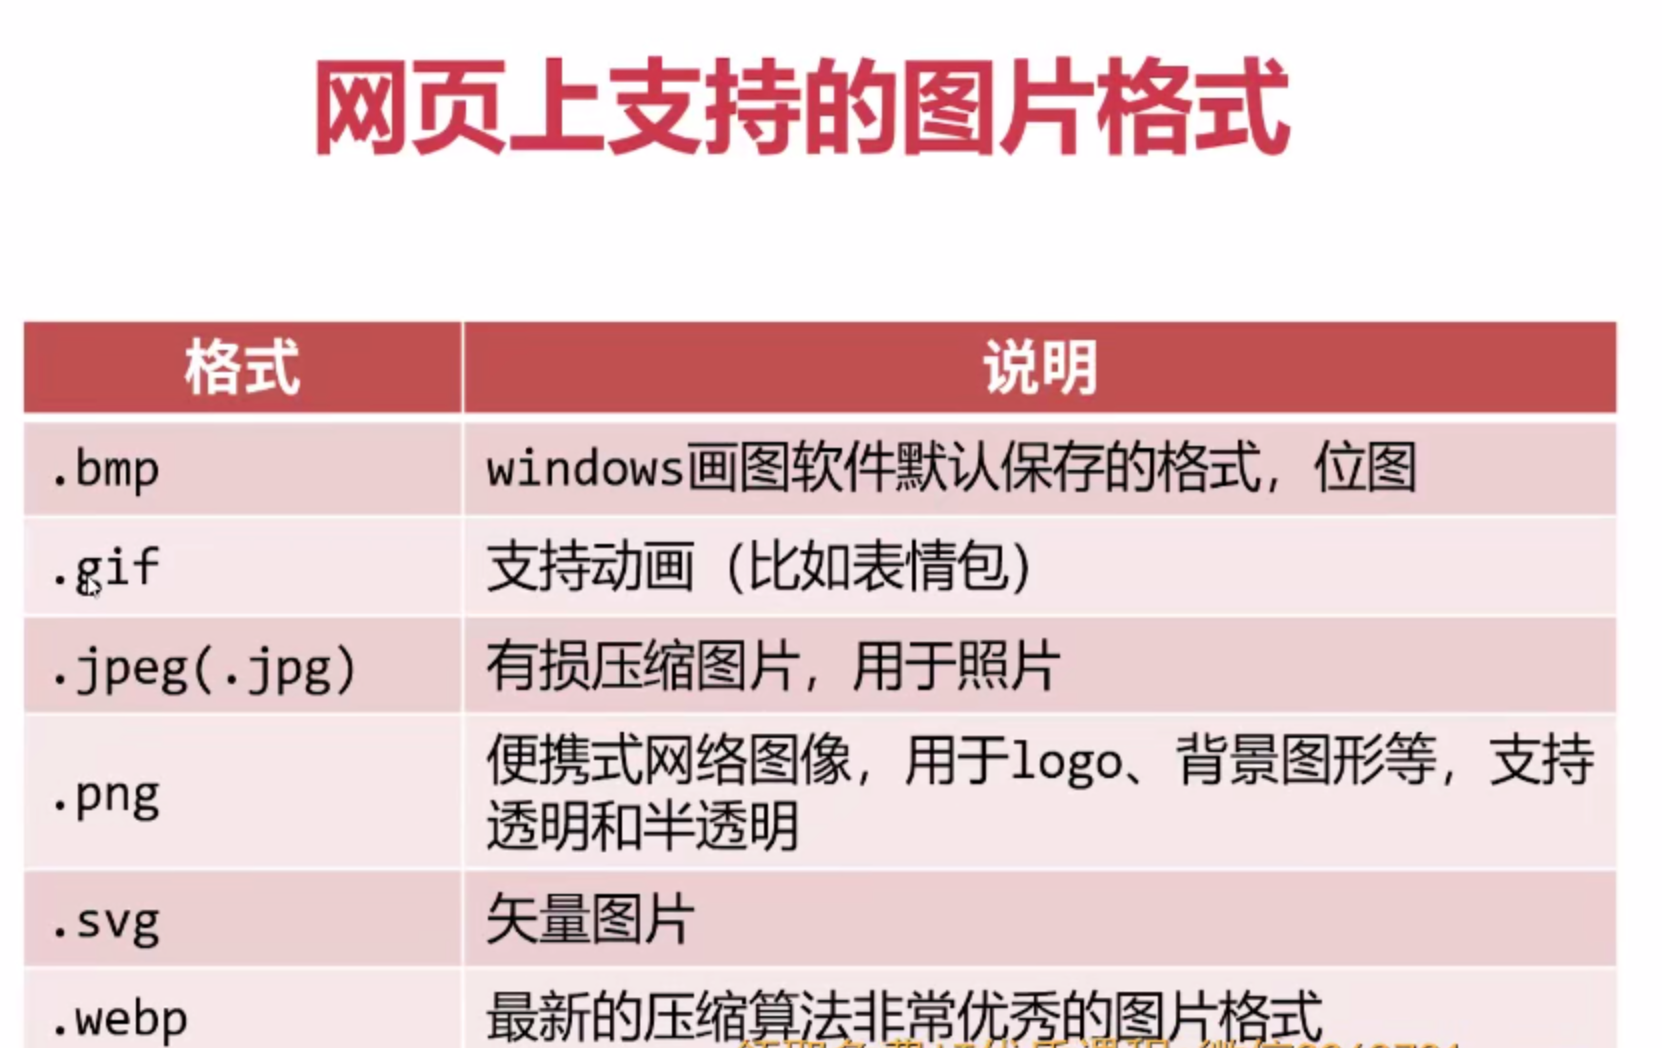 网页上支持的图片格式
格式 说明
.bmp windows画图软件默认保存的格式，位图
.gif 支持动画（比如表情包）
.jpeg(.jpg) 有损压缩图片，用于照片
.png 便携式网络图像，用于logo、背景图形等，支持
透明和半透明
.svg 矢量图片
.webp 最新的压缩算法非常优秀的图片格式